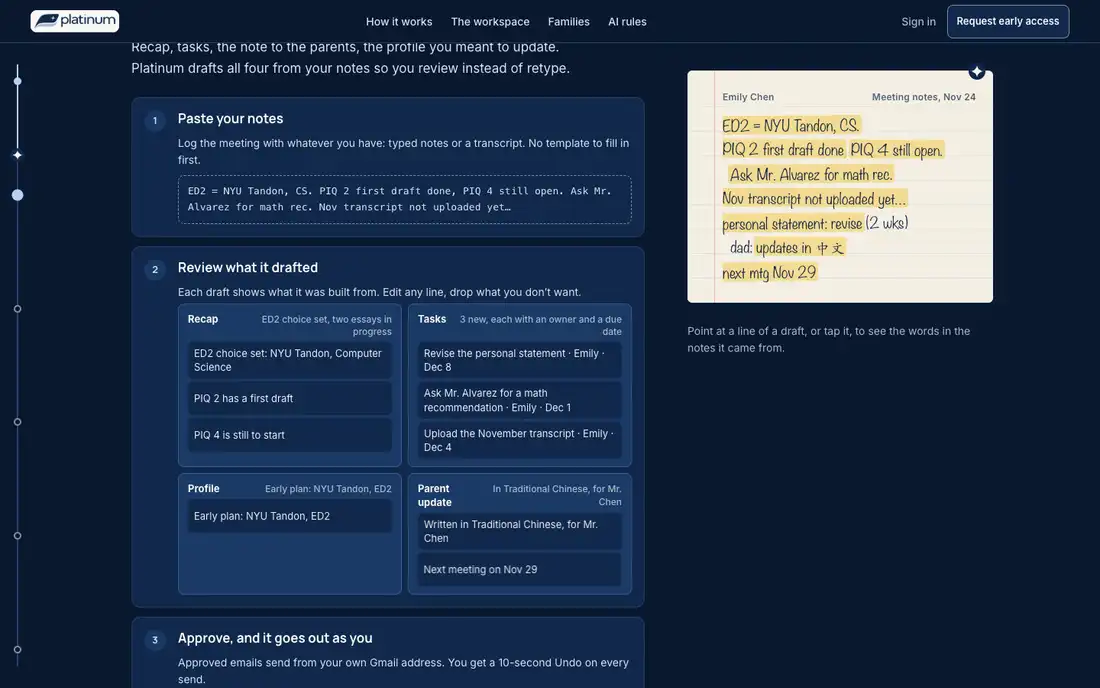 platinum
How it works
The workspace
Families
AI rules
Sign in
Request early access
Recap, tasks, the note to the parents, the profile you meant to update.
Platinum drafts all four from your notes so you review instead of retype.
1
Paste your notes
Log the meeting with whatever you have: typed notes or a transcript. No template to fill in
first.
ED2 = NYU Tandon, CS. PIQ 2 first draft done, PIQ 4 still open. Ask Mr.
Alvarez for math rec. Nov transcript not uploaded yet…
2
Review what it drafted
Each draft shows what it was built from. Edit any line, drop what you don't want.
Recap
ED2 choice set, two essays in
progress
ED2 choice set: NYU Tandon, Computer
Science
PIQ 2 has a first draft
PIQ 4 is still to start
Tasks
3 new, each with an owner and a due
date
Revise the personal statement · Emily ·
Dec 8
Ask Mr. Alvarez for a math
recommendation · Emily · Dec 1
Upload the November transcript · Emily ·
Dec 4
Profile
Early plan: NYU Tandon, ED2
Early plan: NYU Tandon, ED2
Parent
update
In Traditional Chinese, for Mr.
Chen
Written in Traditional Chinese, for Mr.
Chen
Next meeting on Nov 29
3
Approve, and it goes out as you
Approved emails send from your own Gmail address. You get a 10-second Undo on every
send.
Emily Chen
Meeting notes, Nov 24
ED2 = NYU Tandon, CS.
PIQ 2 first draft done PIQ 4 still open.
Ask Mr. Alvarez for math rec.
Nov transcript not uploaded yet…
personal statement: revise (2 wks)
dad: updates in 中文
next mtg Nov 29
Point at a line of a draft, or tap it, to see the words in the
notes it came from.